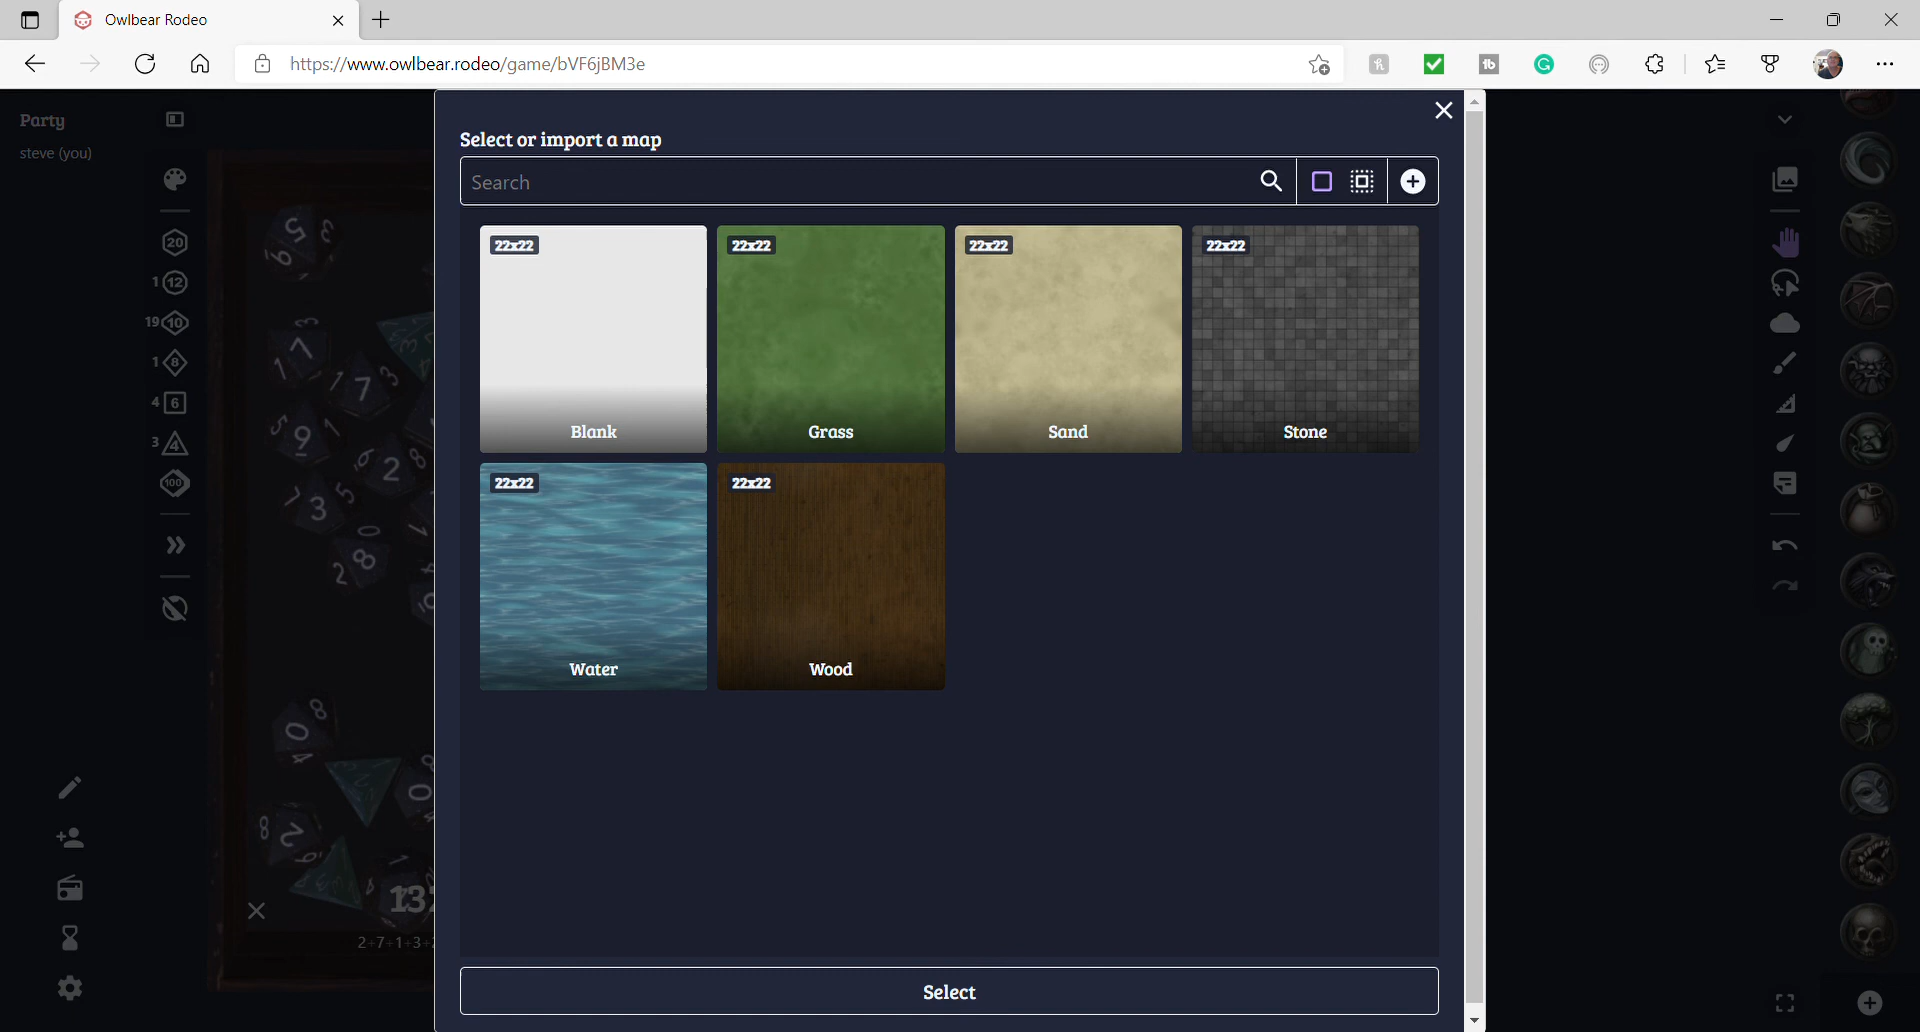 Owlbear Rodeo
https://www.owlbear.rodeo/game/bVF6jBM3e
Party
steve (you)
20
1 12
19 10
1 8
4 6
3 4
100
Select or import a map
Search
22x22
22x22
22x22
22x22
Blank
Grass
Sand
Stone
22x22
22x22
Water
Wood
Select